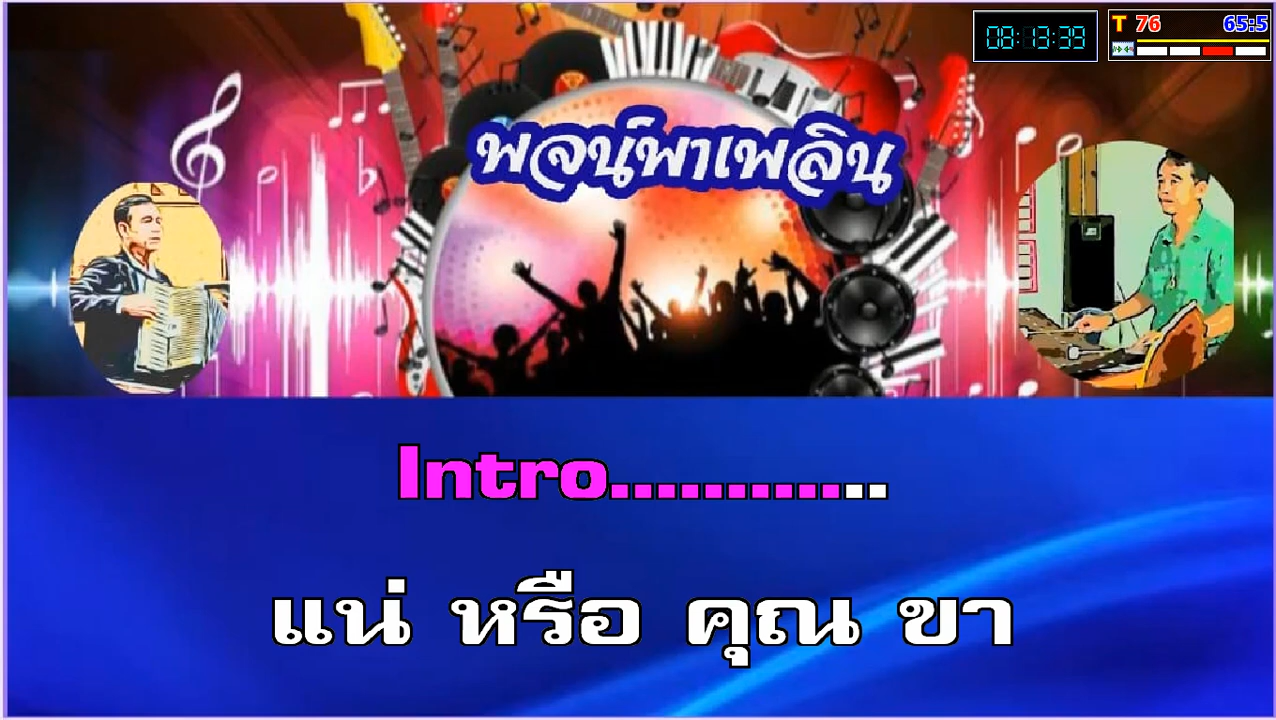 08:13:39
T 76 65:5
พจน์พาเพลิน
Intro.............
แน่ หรือ คุณ ขา